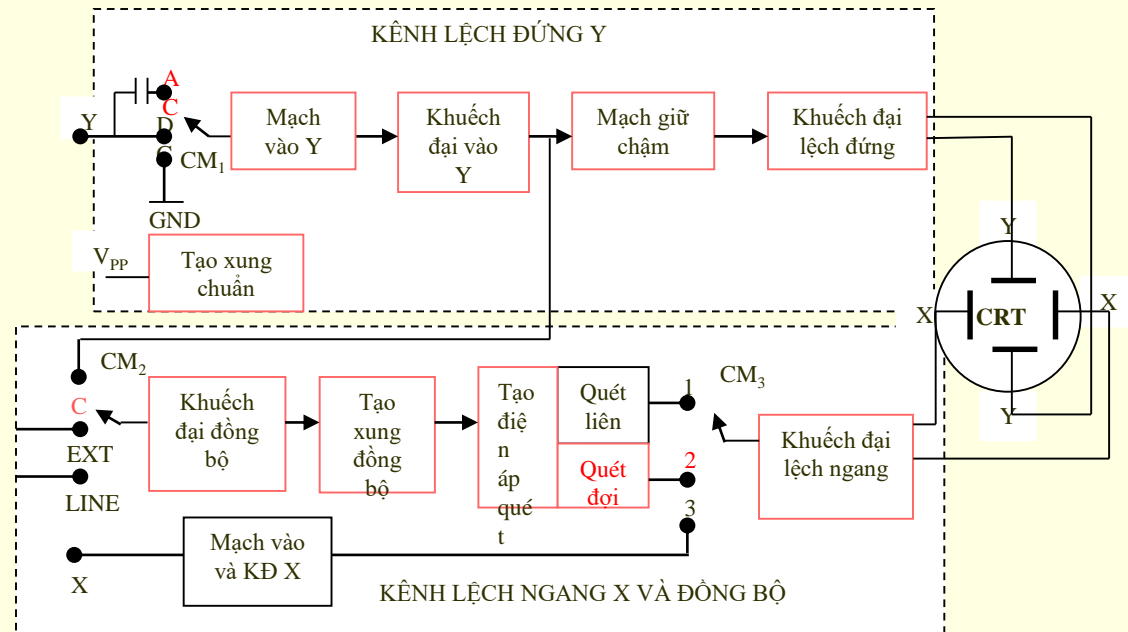 KÊNH LỆCH ĐỨNG Y
A
C
D
C
Y
CM1
GND
Mạch
vào Y
Khuếch
đại vào
Y
Mạch giữ
chậm
Khuếch đại
lệch đứng
VPP
Tạo xung
chuẩn
Y
X
CRT
X
Y
CM2
C
EXT
LINE
Khuếch
đại đồng
bộ
Tạo
xung
đồng
bộ
Tạo
điệ
n
áp
qué
t
Quét
liên
Quét
đợi
1
2
3
CM3
Khuếch đại
lệch ngang
X
Mạch vào
và KĐ X
KÊNH LỆCH NGANG X VÀ ĐỒNG BỘ